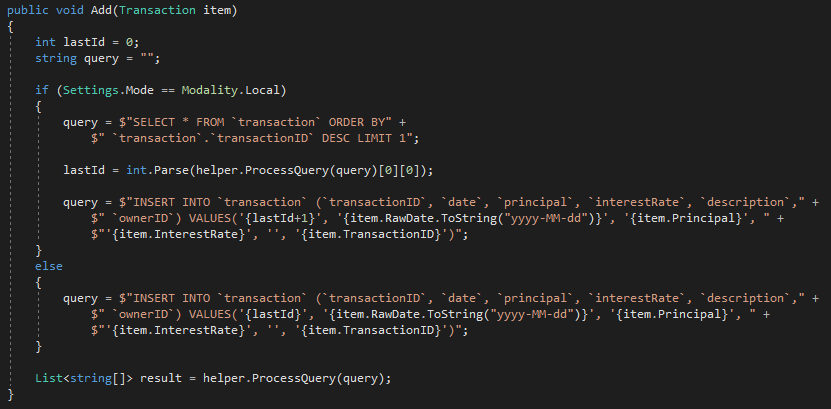 public void Add(Transaction item)
{
    int lastId = 0;
    string query = "";

    if (Settings.Mode == Modality.Local)
    {
        query = $"SELECT * FROM `transaction` ORDER BY" +
            $" `transaction`.`transactionID` DESC LIMIT 1";

        lastId = int.Parse(helper.ProcessQuery(query)[0][0]);

        query = $"INSERT INTO `transaction` (`transactionID`, `date`, `principal`, `interestRate`, `description`," +
            $" `ownerID`) VALUES('{lastId+1}', '{item.RawDate.ToString("yyyy-MM-dd")}', '{item.Principal}', " +
            $"'{item.InterestRate}', '', '{item.TransactionID}')";
    }
    else
    {
        query = $"INSERT INTO `transaction` (`transactionID`, `date`, `principal`, `interestRate`, `description`," +
            $" `ownerID`) VALUES('{lastId}', '{item.RawDate.ToString("yyyy-MM-dd")}', '{item.Principal}', " +
            $"'{item.InterestRate}', '', '{item.TransactionID}')";
    }

    List<string[]> result = helper.ProcessQuery(query);
}